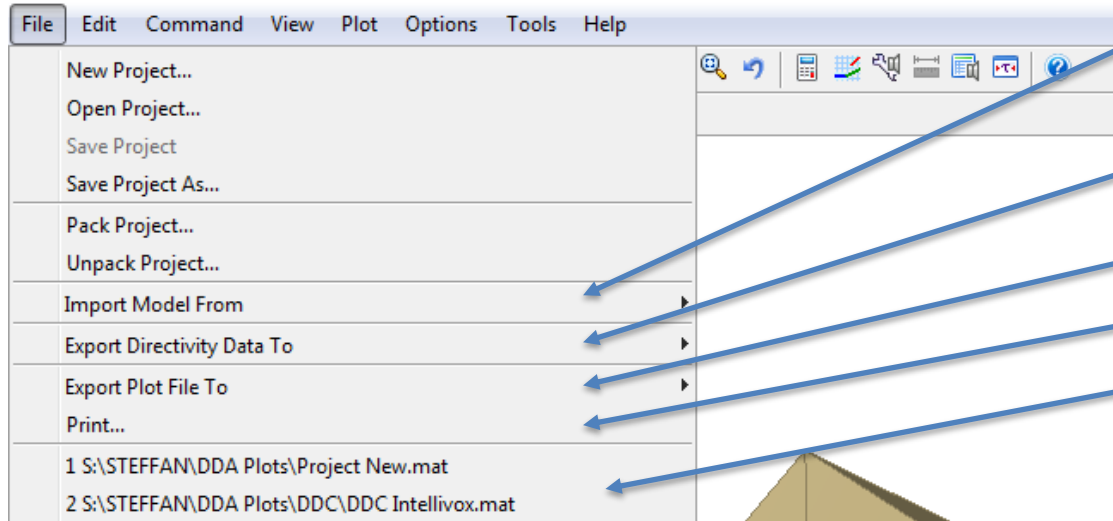 File Edit Command View Plot Options Tools Help
New Project...
Open Project...
Save Project
Save Project As...
Pack Project...
Unpack Project...
Import Model From
Export Directivity Data To
Export Plot File To
Print...
1 S:\STEFFAN\DDA Plots\Project New.mat
2 S:\STEFFAN\DDA Plots\DDC\DDC Intellivox.mat